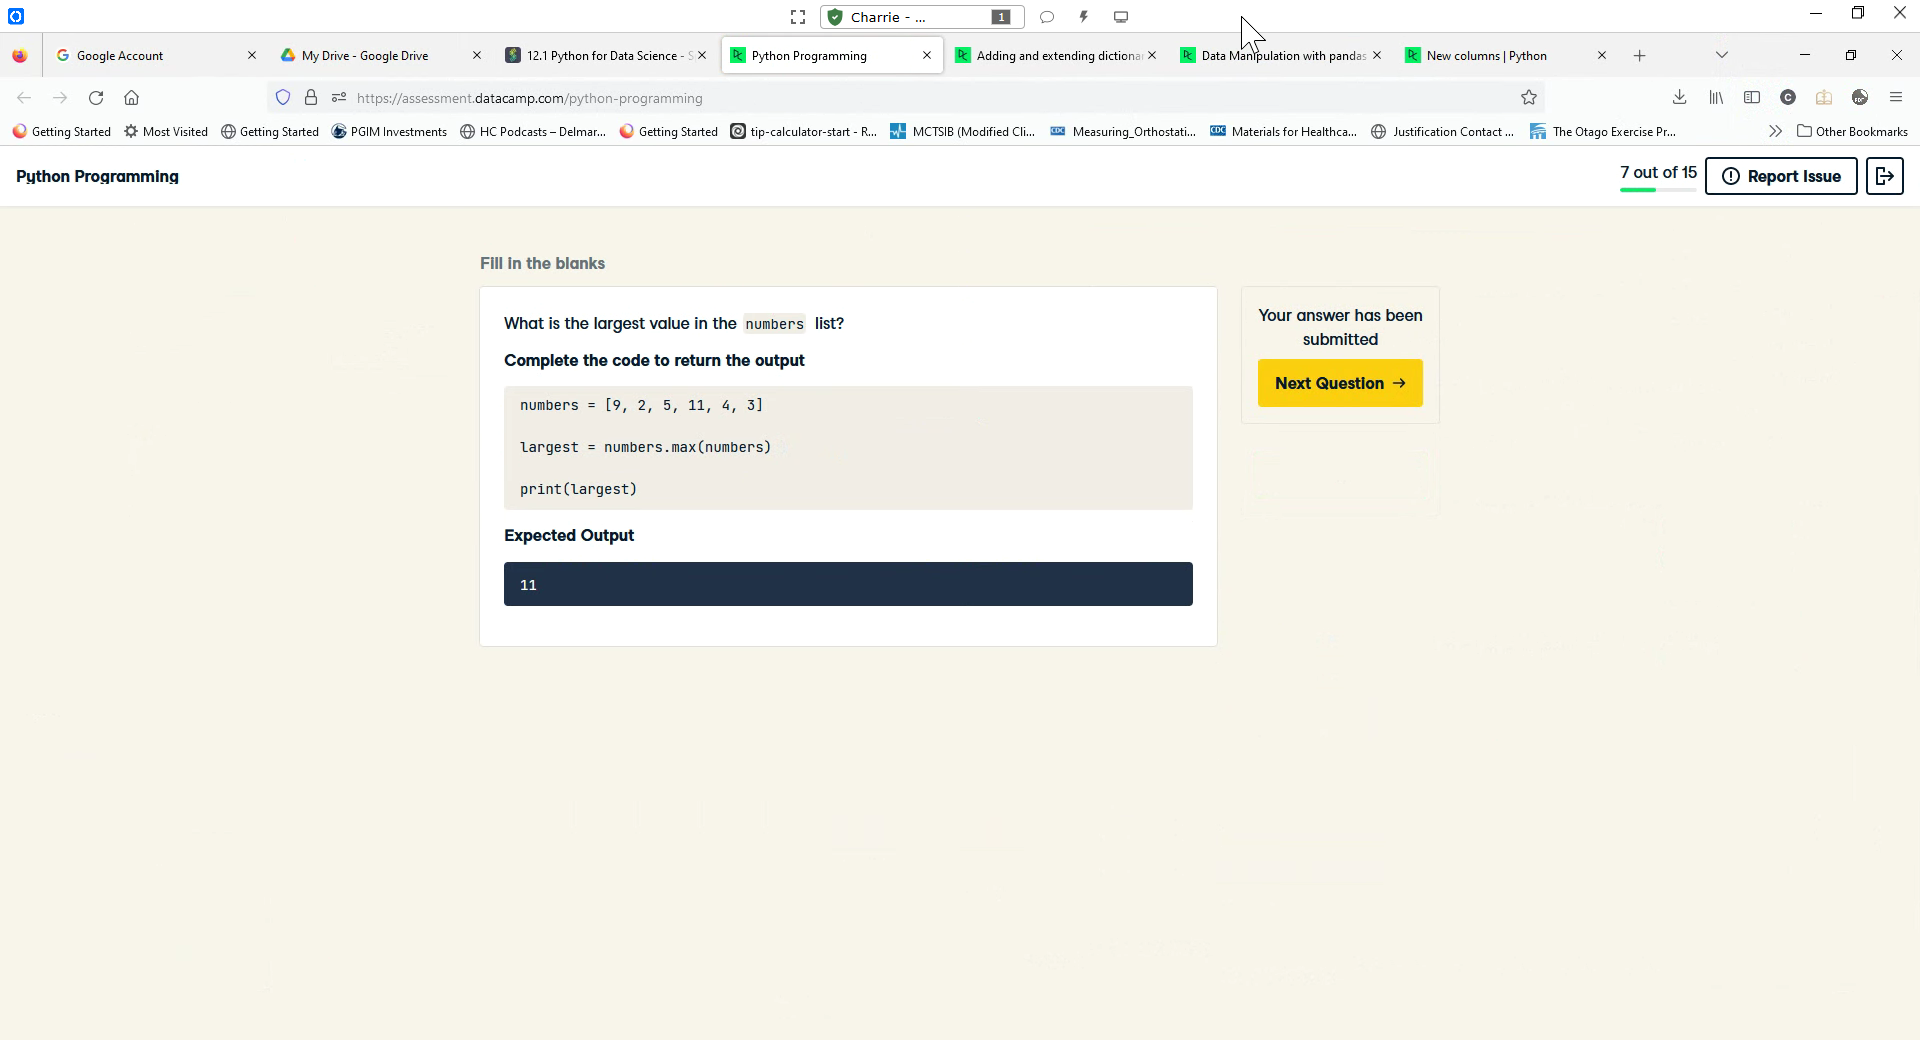 Charrie - ...
1
Google Account
My Drive - Google Drive
12.1 Python for Data Science - S
Python Programming
Adding and extending dictionar
Data Manipulation with pandas
New columns | Python
https://assessment.datacamp.com/python-programming
Getting Started
Most Visited
Getting Started
PGIM Investments
HC Podcasts – Delmar...
Getting Started
tip-calculator-start - R...
MCTSIB (Modified Cli...
CDC
Measuring_Orthostati...
CDC
Materials for Healthca...
Justification Contact ...
The Otago Exercise Pr...
Other Bookmarks
Python Programming
7 out of 15
Report Issue
Fill in the blanks
What is the largest value in the numbers list?
Complete the code to return the output
numbers = [9, 2, 5, 11, 4, 3]
largest = numbers.max(numbers)
print(largest)
Expected Output
11
Your answer has been
submitted
Next Question →